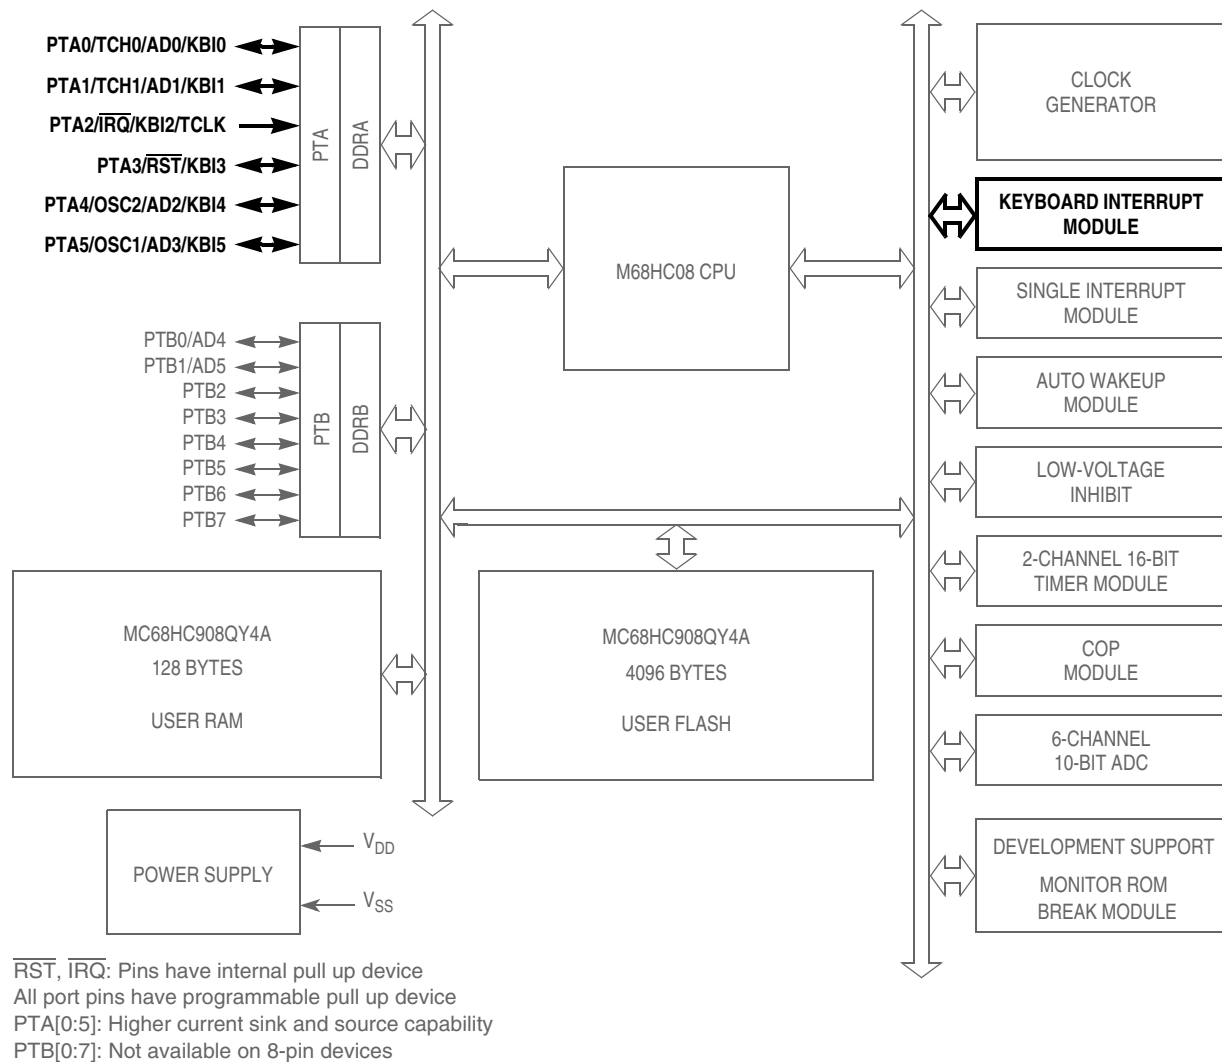 PTA0/TCH0/AD0/KBI0
PTA1/TCH1/AD1/KBI1
PTA2/IRQ/KBI2/TCLK
PTA3/RST/KBI3
PTA4/OSC2/AD2/KBI4
PTA5/OSC1/AD3/KBI5
PTA
DDRA
PTB0/AD4
PTB1/AD5
PTB2
PTB3
PTB4
PTB5
PTB6
PTB7
PTB
DDRB
M68HC08 CPU
MC68HC908QY4A
128 BYTES
USER RAM
MC68HC908QY4A
4096 BYTES
USER FLASH
POWER SUPPLY
VDD
VSS
CLOCK
GENERATOR
KEYBOARD INTERRUPT
MODULE
SINGLE INTERRUPT
MODULE
AUTO WAKEUP
MODULE
LOW-VOLTAGE
INHIBIT
2-CHANNEL 16-BIT
TIMER MODULE
COP
MODULE
6-CHANNEL
10-BIT ADC
DEVELOPMENT SUPPORT
MONITOR ROM
BREAK MODULE
RST, IRQ: Pins have internal pull up device
All port pins have programmable pull up device
PTA[0:5]: Higher current sink and source capability
PTB[0:7]: Not available on 8-pin devices